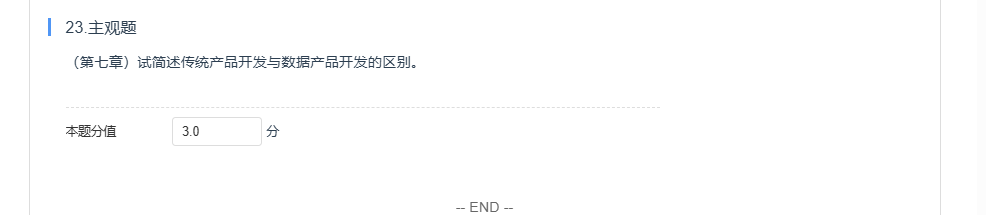 23.主观题
（第七章）试简述传统产品开发与数据产品开发的区别。
本题分值 3.0 分
-- END --